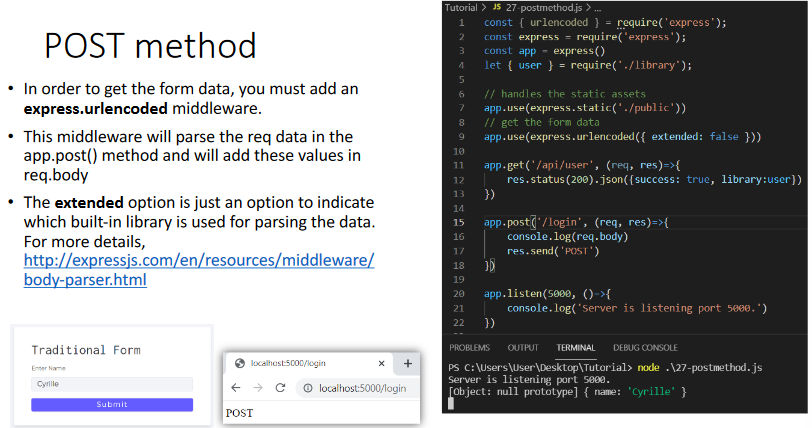 POST method
• In order to get the form data, you must add an
express.urlencoded middleware.
• This middleware will parse the req data in the
app.post() method and will add these values in
req.body
• The extended option is just an option to indicate
which built-in library is used for parsing the data.
For more details,
http://expressjs.com/en/resources/middleware/
body-parser.html
Traditional Form
Enter Name
Cyrille
Submit
localhost:5000/login
localhost:5000/login
POST
Tutorial > JS 27-postmethod.js > ...
1 const { urlencoded } = require('express');
2 const express = require('express');
3 const app = express()
4 let { user } = require('./library');
5
6 // handles the static assets
7 app.use(express.static('./public'))
8 // get the form data
9 app.use(express.urlencoded({ extended: false }))
10
11 app.get('/api/user', (req, res)=>{
12 res.status(200).json({success: true, library:user})
13 })
14
15 app.post('/login', (req, res)=>{
16 console.log(req.body)
17 res.send('POST')
18 })
19
20 app.listen(5000, ()=>{
21 console.log('Server is listening port 5000.')
22 })
PROBLEMS OUTPUT TERMINAL DEBUG CONSOLE
PS C:\Users\User\Desktop\Tutorial> node .\27-postmethod.js
Server is listening port 5000.
[Object: null prototype] { name: 'Cyrille' }